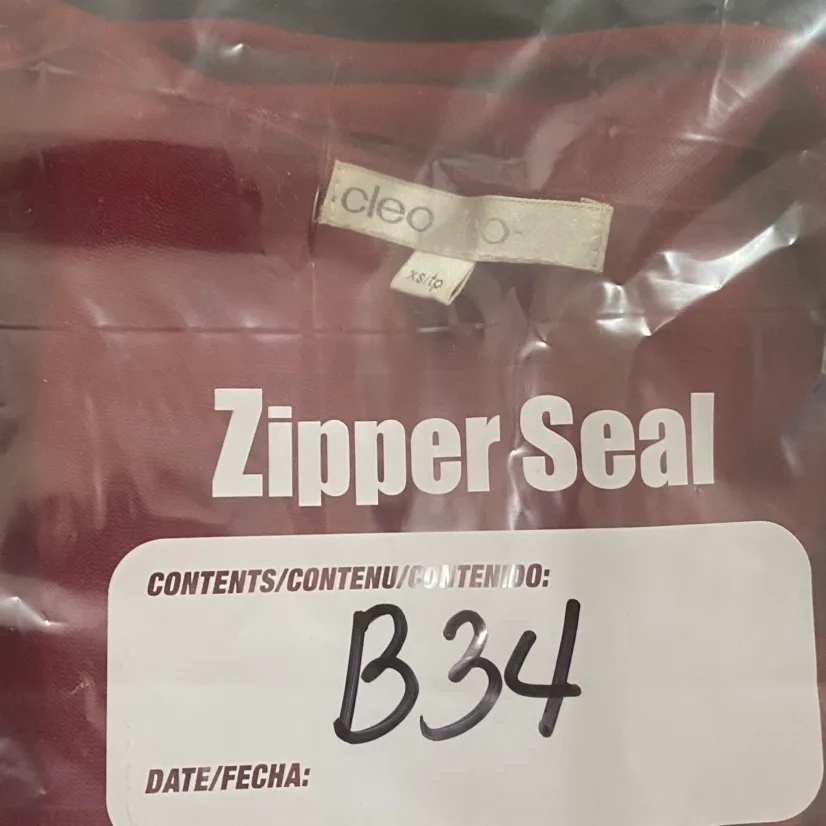 cleo
xs/tp
Zipper Seal
CONTENTS/CONTENU/CONTENIDO:
B34
DATE/FECHA: